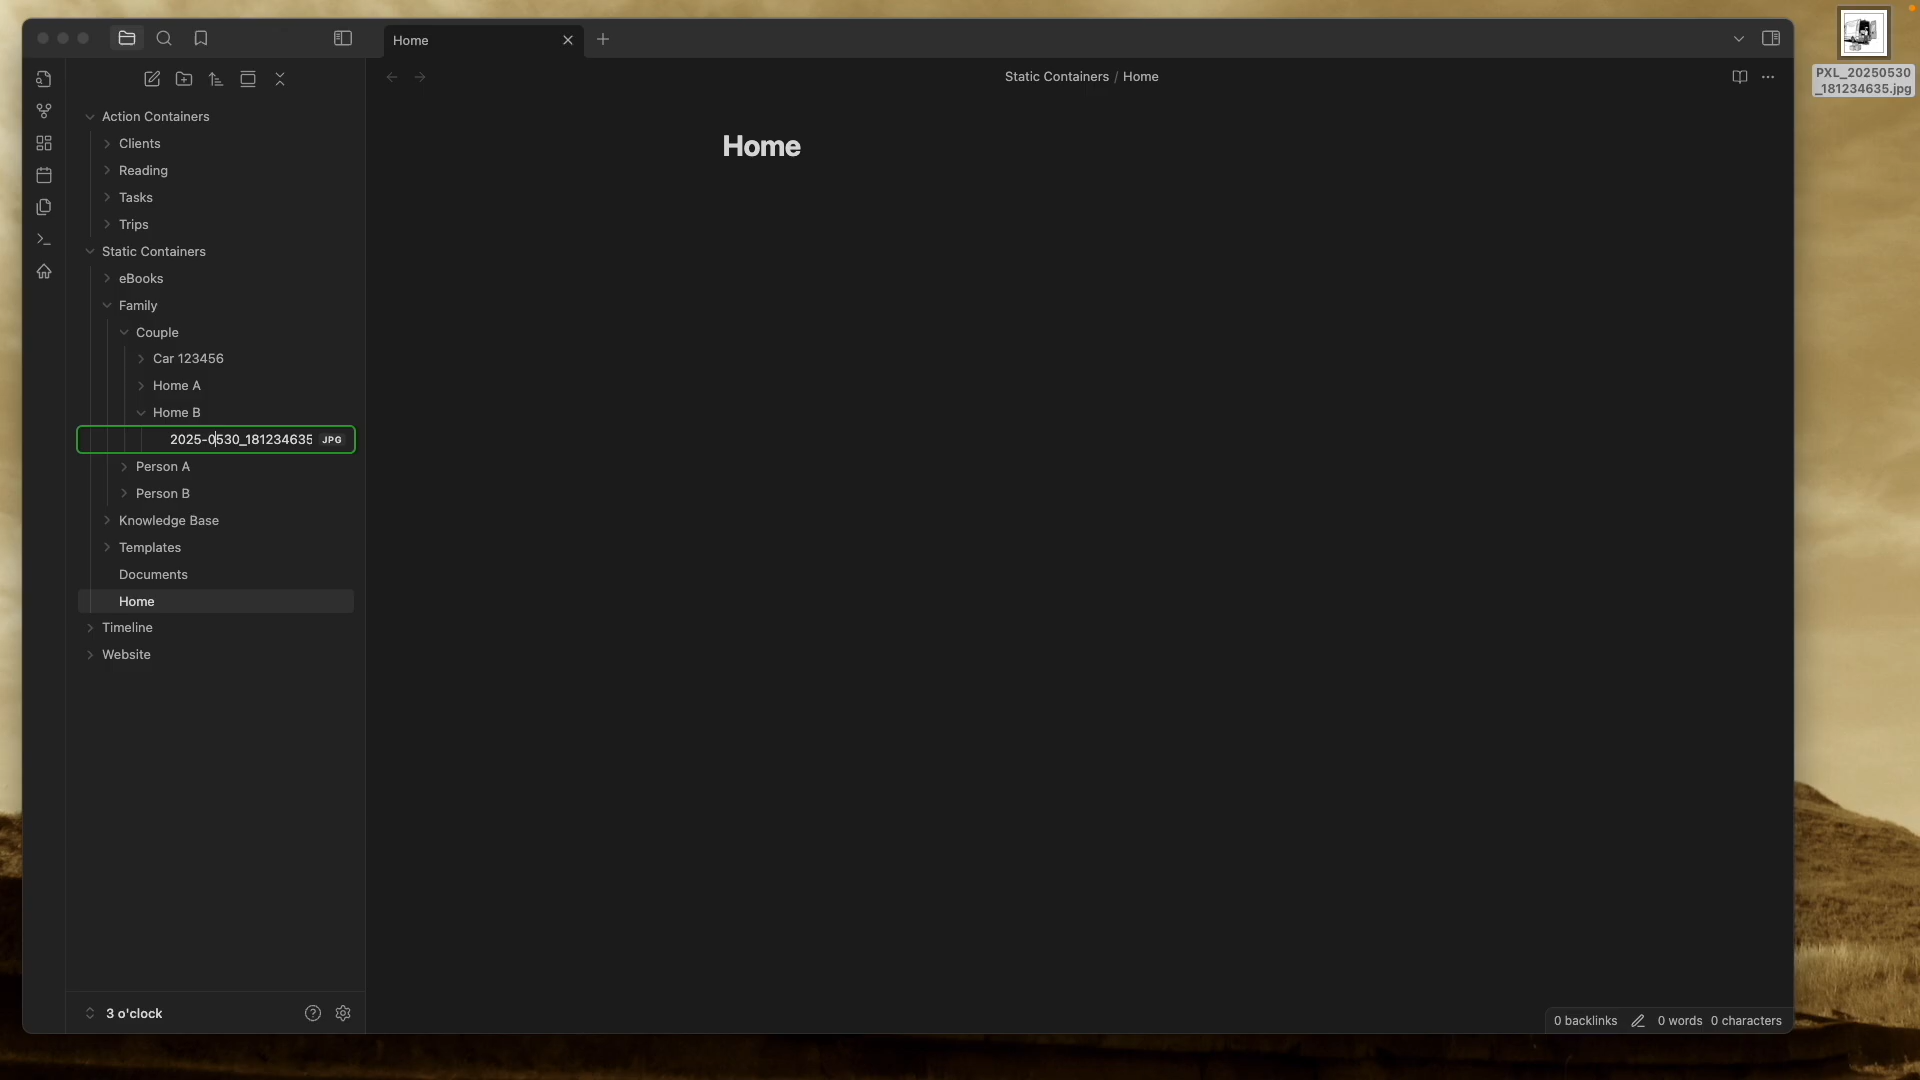 Home
PXL_20250530
_181234635.jpg
Static Containers / Home
Home
Action Containers
Clients
Reading
Tasks
Trips
Static Containers
eBooks
Family
Couple
Car 123456
Home A
Home B
2025-0530_181234635 JPG
Person A
Person B
Knowledge Base
Templates
Documents
Home
Timeline
Website
3 o'clock
0 backlinks 0 words 0 characters